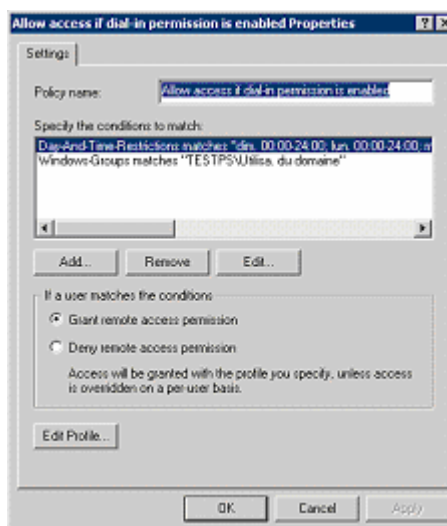 Allow access if dial-in permission is enabled Properties
Settings
Policy name:
Allow access if dial-in permission is enabled
Specify the conditions to match:
Day-And-Time-Restrictions matches "dim. 00:00-24:00; lun. 00:00-24:00; m
Windows-Groups matches "TESTPS\Utilisa. du domaine"
Add...
Remove
Edit...
If a user matches the conditions
Grant remote access permission
Deny remote access permission
Access will be granted with the profile you specify, unless access
is overridden on a per-user basis.
Edit Profile...
OK
Cancel
Apply